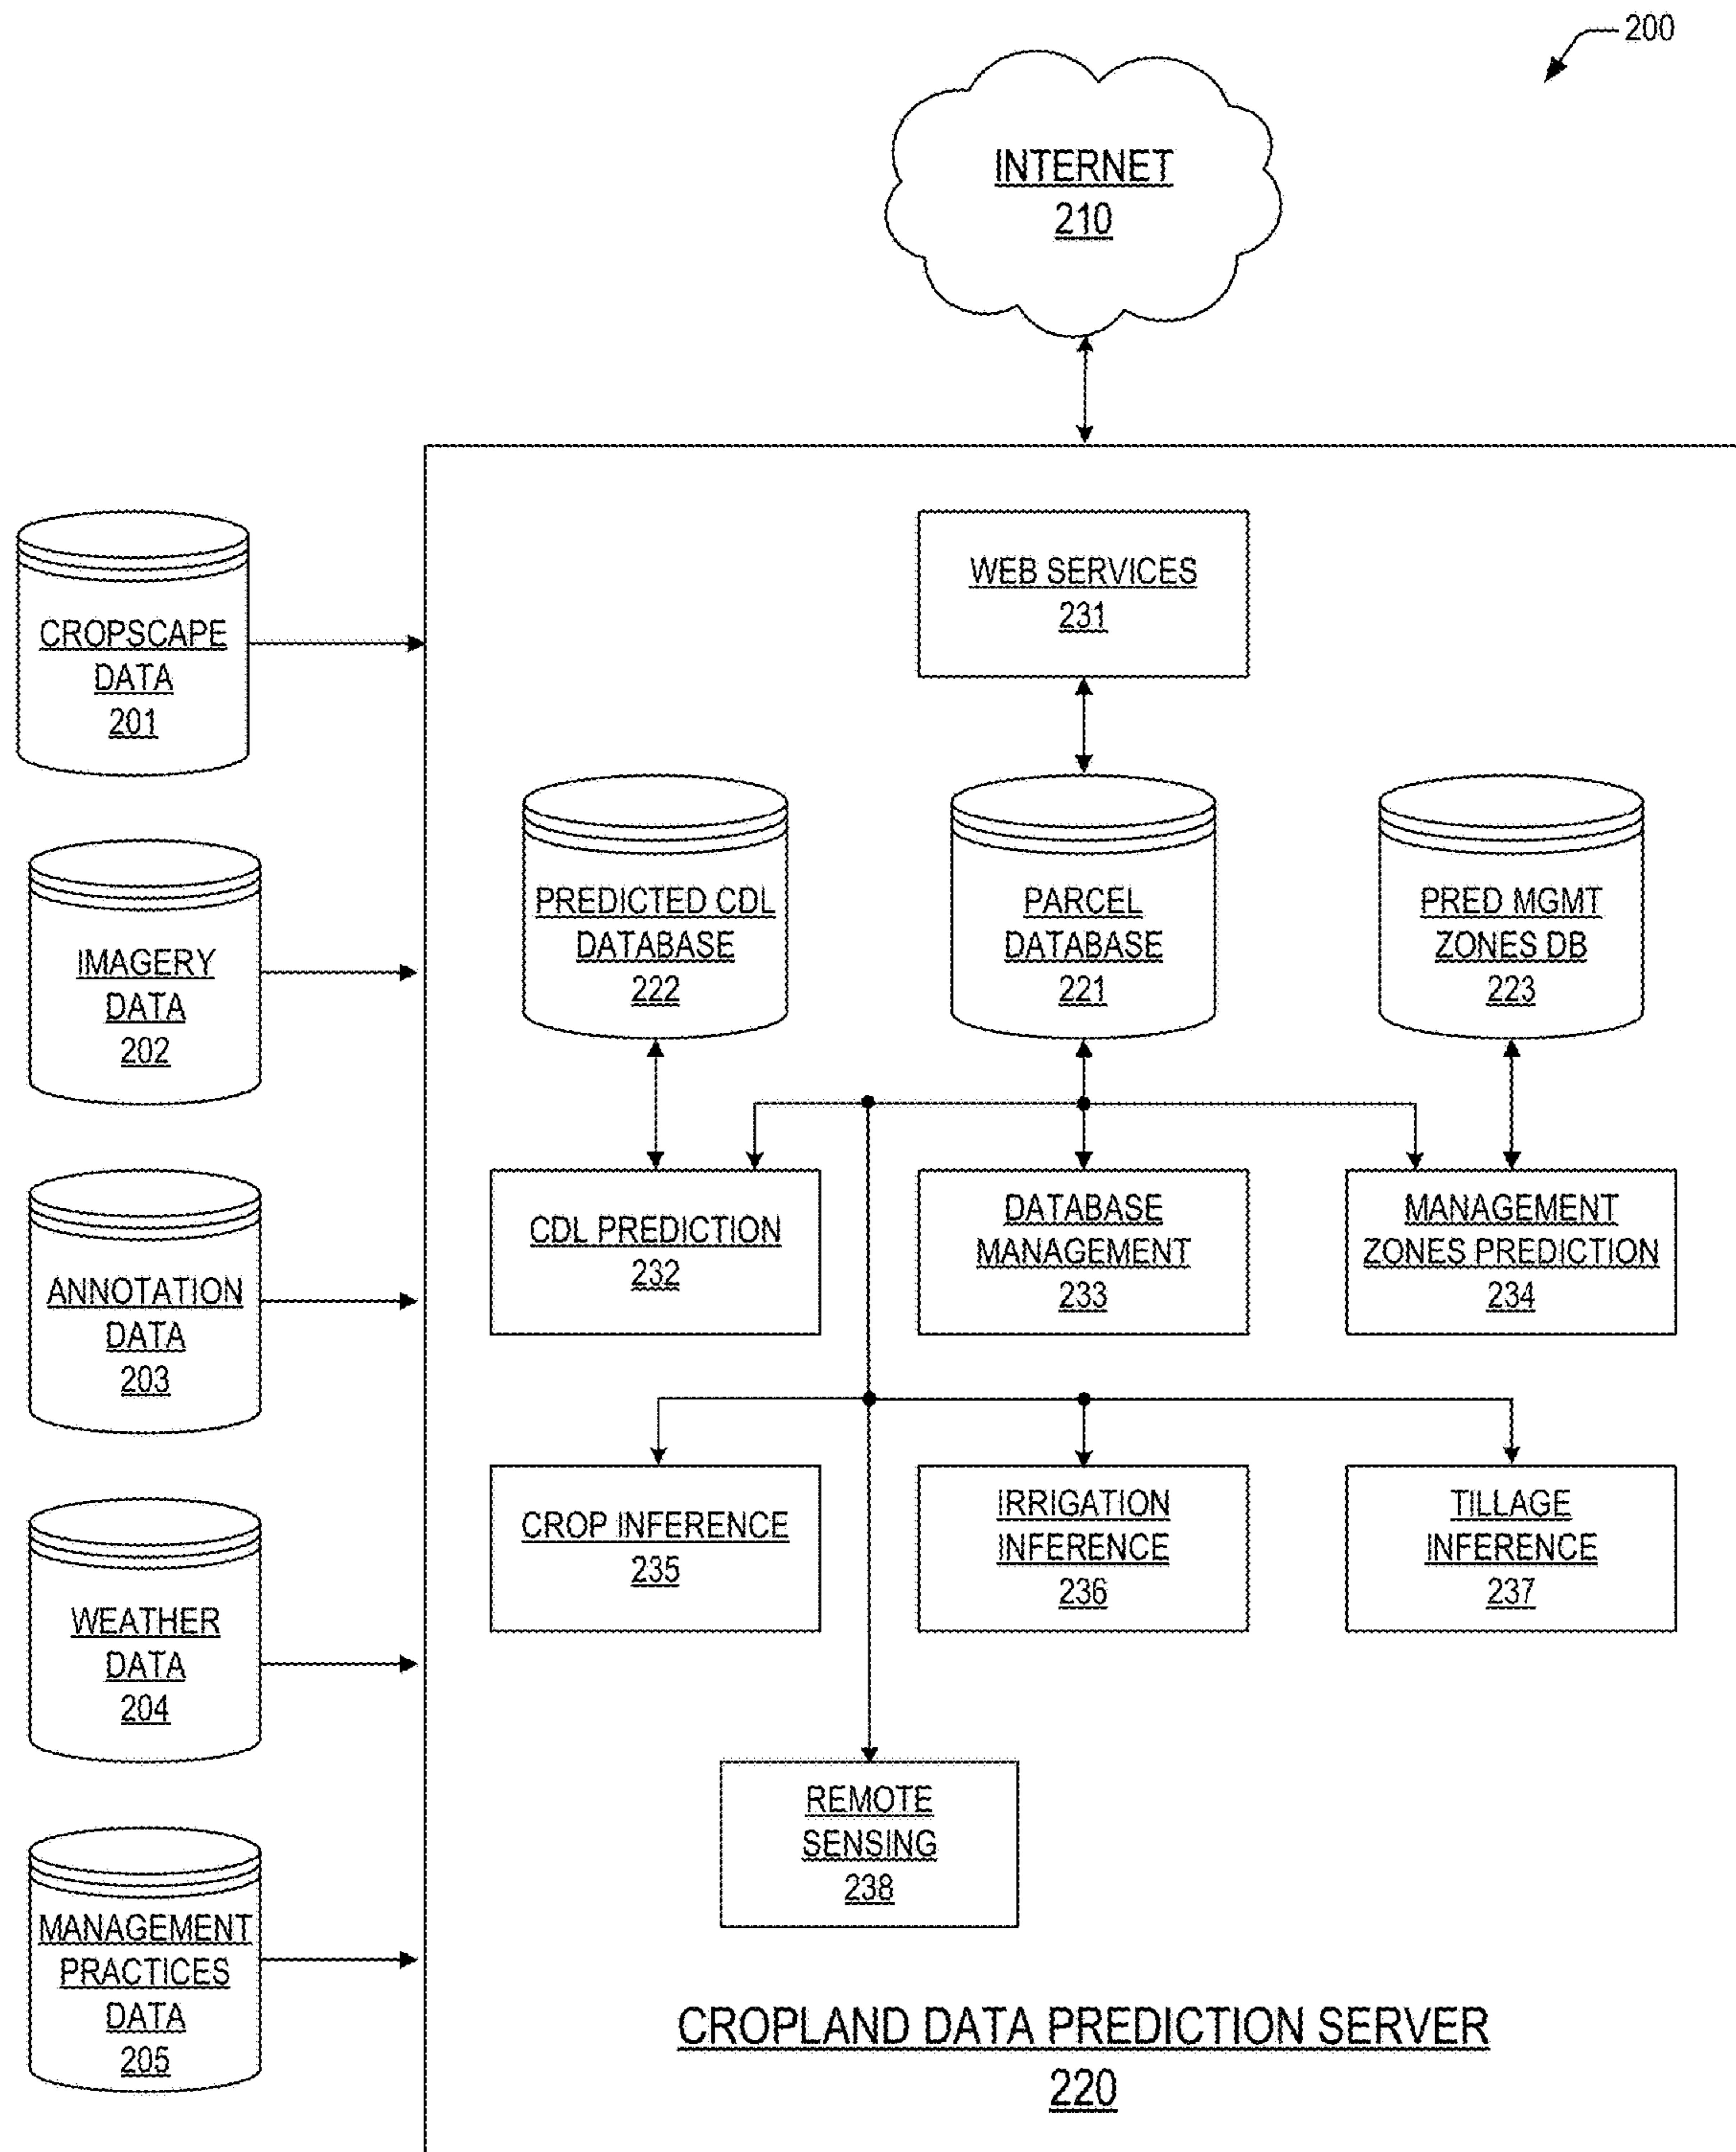 200
INTERNET
210
WEB SERVICES
231
CROPSCAPE
DATA
201
IMAGERY
DATA
202
ANNOTATION
DATA
203
WEATHER
DATA
204
MANAGEMENT
PRACTICES
DATA
205
PREDICTED CDL
DATABASE
222
PARCEL
DATABASE
221
PRED MGMT
ZONES DB
223
CDL PREDICTION
232
DATABASE
MANAGEMENT
233
MANAGEMENT
ZONES PREDICTION
234
CROP INFERENCE
235
IRRIGATION
INFERENCE
236
TILLAGE
INFERENCE
237
REMOTE
SENSING
238
CROPLAND DATA PREDICTION SERVER
220